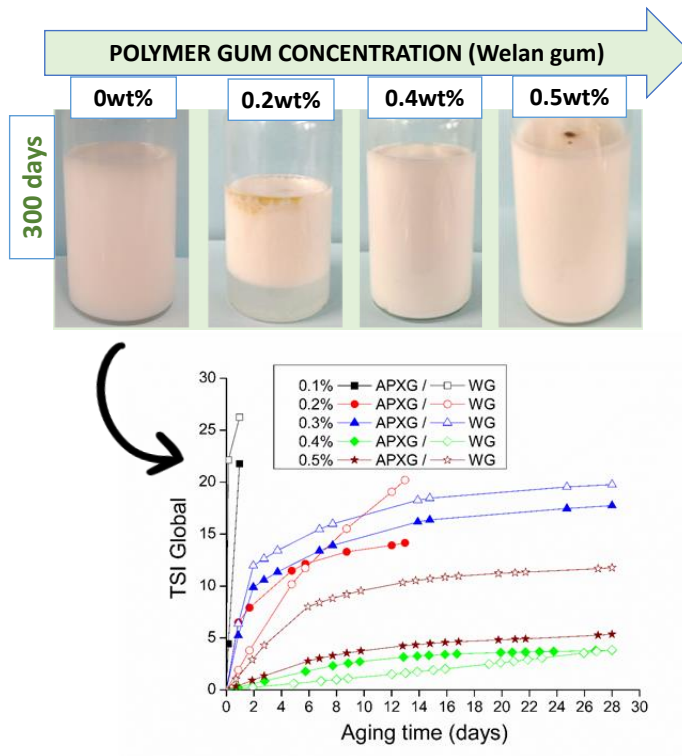 POLYMER GUM CONCENTRATION (Welan gum)
0wt%
0.2wt%
0.4wt%
0.5wt%
300 days
0.1% APXG / WG
0.2% APXG / WG
0.3% APXG / WG
0.4% APXG / WG
0.5% APXG / WG
30
25
20
15
10
5
0
TSI Global
0 2 4 6 8 10 12 14 16 18 20 22 24 26 28 30
Aging time (days)